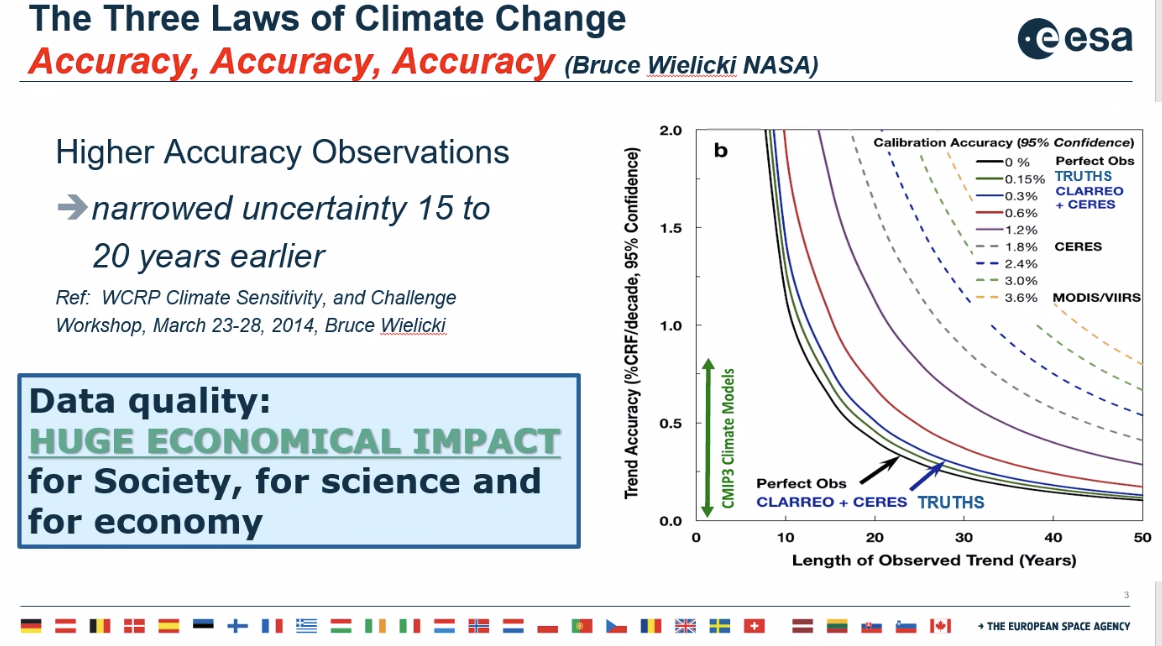 The Three Laws of Climate Change
Accuracy, Accuracy, Accuracy (Bruce Wielicki NASA)
esa
Higher Accuracy Observations
➔narrowed uncertainty 15 to
20 years earlier
Ref: WCRP Climate Sensitivity, and Challenge
Workshop, March 23-28, 2014, Bruce Wielicki
Data quality:
HUGE ECONOMICAL IMPACT
for Society, for science and
for economy
Trend Accuracy (%CRF/decade, 95% Confidence)
2.0
1.5
1.0
0.5
0.0
b
Calibration Accuracy (95% Confidence)
0 % Perfect Obs
0.15% TRUTHS
0.3% CLARREO
+ CERES
0.6%
1.2%
1.8% CERES
2.4%
3.0%
3.6% MODIS/VIIRS
CMIP3 Climate Models
Perfect Obs
CLARREO + CERES TRUTHS
0 10 20 30 40 50
Length of Observed Trend (Years)
3
➔ THE EUROPEAN SPACE AGENCY